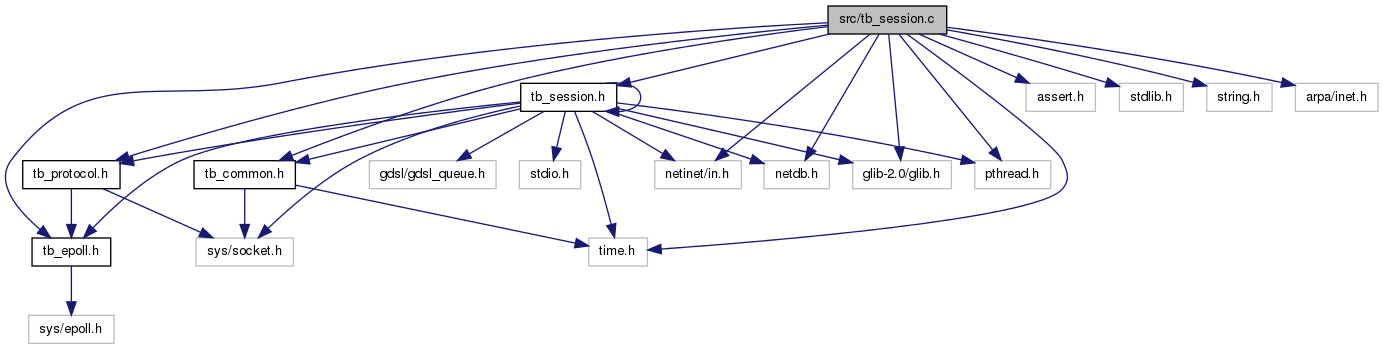 src/tb_session.c
tb_session.h
assert.h
stdlib.h
string.h
arpa/inet.h
tb_protocol.h
tb_common.h
gdsl/gdsl_queue.h
stdio.h
netinet/in.h
netdb.h
glib-2.0/glib.h
pthread.h
tb_epoll.h
sys/socket.h
time.h
sys/epoll.h